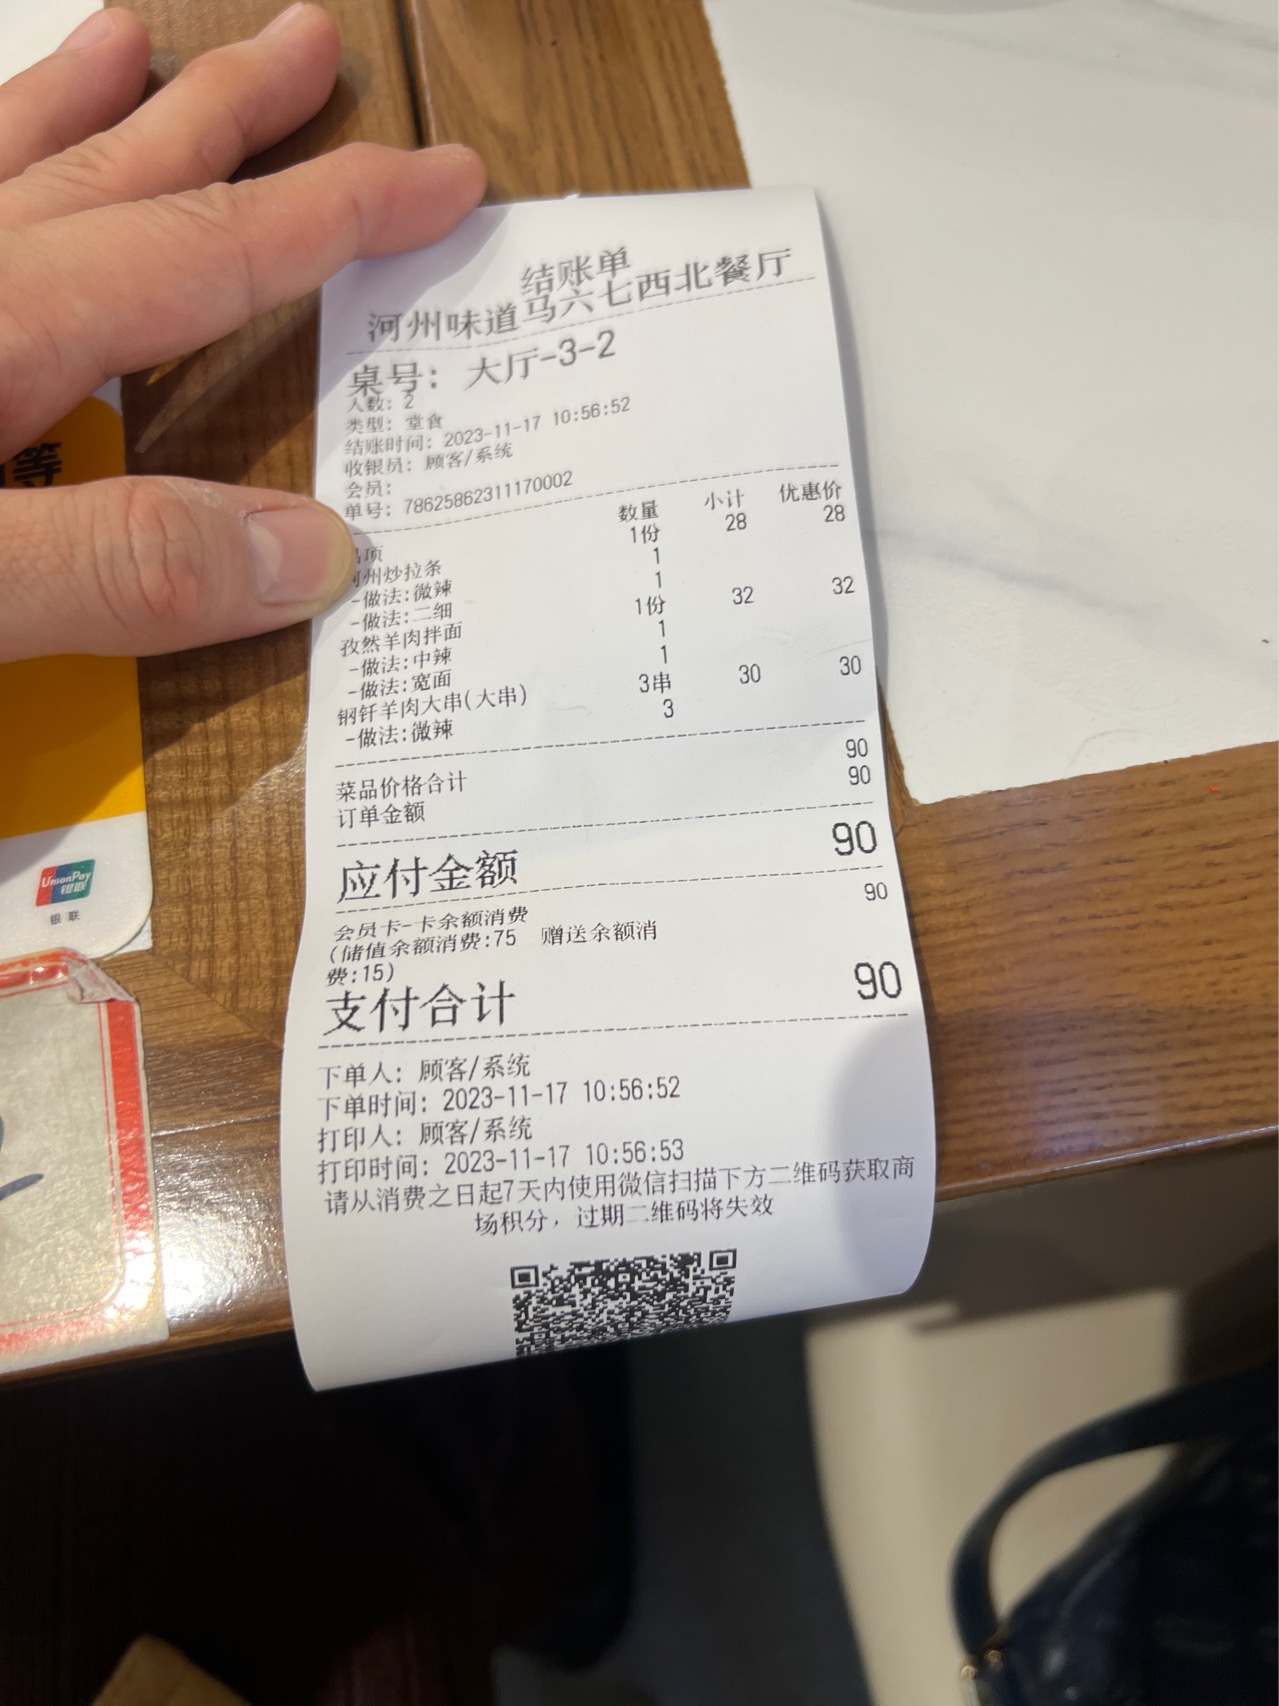 结账单
河州味道马六七西北餐厅
桌号：大厅-3-2
人数：2
类型：堂食
结账时间：2023-11-17 10:56:52
收银员：顾客/系统
会员：
单号：78625862311170002
项 数量 小计 优惠价
州炒拉条 1份 28 28
-做法:微辣 1
-做法:二细 1
孜然羊肉拌面 1份 32 32
-做法:中辣 1
-做法:宽面 1
钢钎羊肉大串(大串) 3串 30 30
-做法:微辣 3
菜品价格合计 90
订单金额 90
应付金额 90
会员卡-卡余额消费 90
(储值余额消费:75 赠送余额消
费:15)
支付合计 90
下单人：顾客/系统
下单时间：2023-11-17 10:56:52
打印人：顾客/系统
打印时间：2023-11-17 10:56:53
请从消费之日起7天内使用微信扫描下方二维码获取商
场积分，过期二维码将失效
等
UnionPay
银联
银联